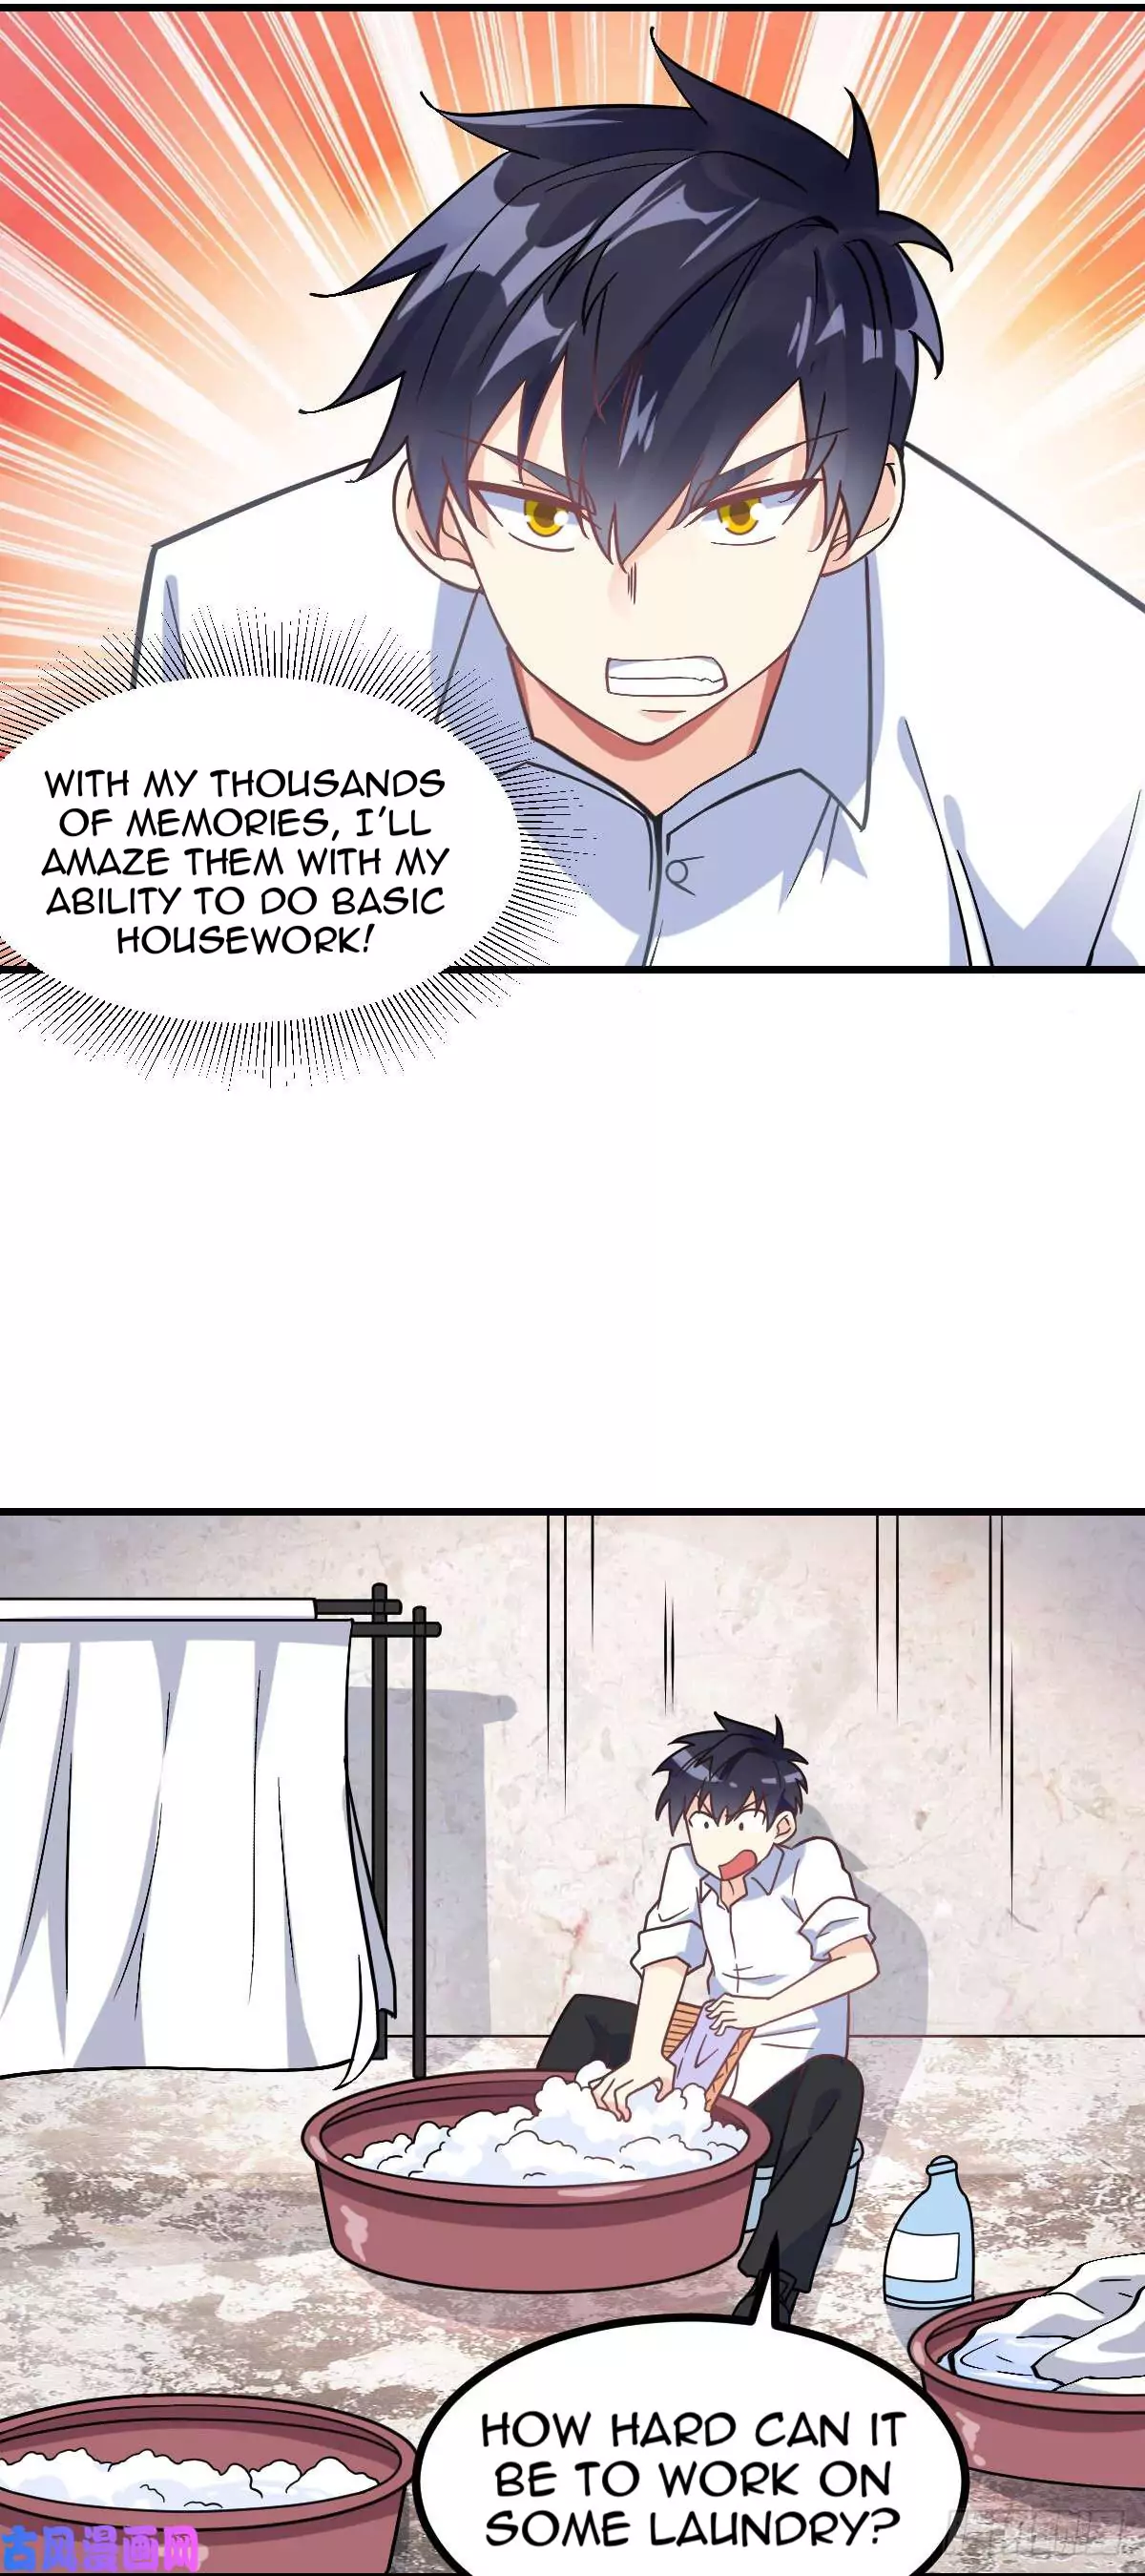 WITH MY THOUSANDS
OF MEMORIES, I'LL
AMAZE THEM WITH MY
ABILITY TO DO BASIC
HOUSEWORK!
HOW HARD CAN IT
BE TO WORK ON
SOME LAUNDRY?
古风漫画网